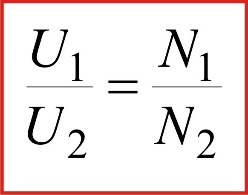 U₁/U₂ = N₁/N₂